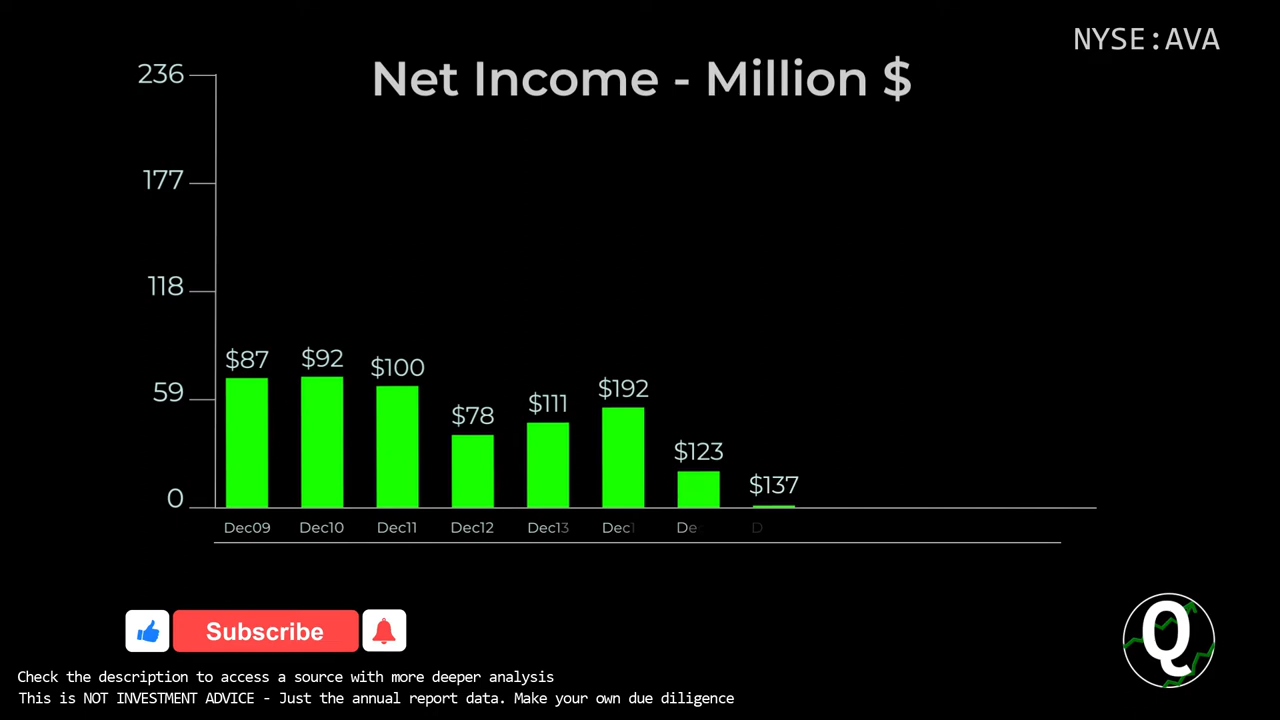 NYSE:AVA
Net Income - Million $
236
177
118
59
0
$87
$92
$100
$78
$111
$192
$123
$137
Dec09 Dec10 Dec11 Dec12 Dec13 Dec1 De D
Subscribe
Q
Check the description to access a source with more deeper analysis
This is NOT INVESTMENT ADVICE - Just the annual report data. Make your own due diligence